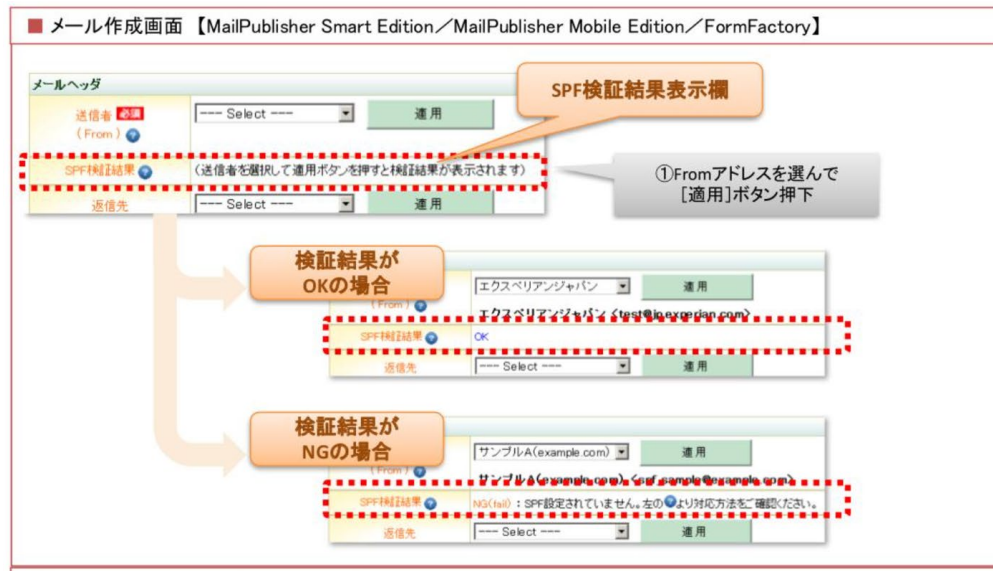 ■ メール作成画面 【MailPublisher Smart Edition／MailPublisher Mobile Edition／FormFactory】
メールヘッダ
SPF検証結果表示欄
送信者 必須
(From)
--- Select ---
適用
SPF検証結果
(送信者を選択して適用ボタンを押すと検証結果が表示されます)
①Fromアドレスを選んで
[適用]ボタン押下
返信先
--- Select ---
適用
検証結果が
OKの場合
エクスペリアンジャパン
適用
(From)
エクスペリアンジャパン <test@jp.experian.com>
SPF検証結果
OK
返信先
--- Select ---
適用
検証結果が
NGの場合
サンプルA(example.com)
適用
(From)
サンプルA(example.com) <spf_sample@example.com>
SPF検証結果
NG(fail)：SPF設定されていません。左の?より対応方法をご確認ください。
返信先
--- Select ---
適用